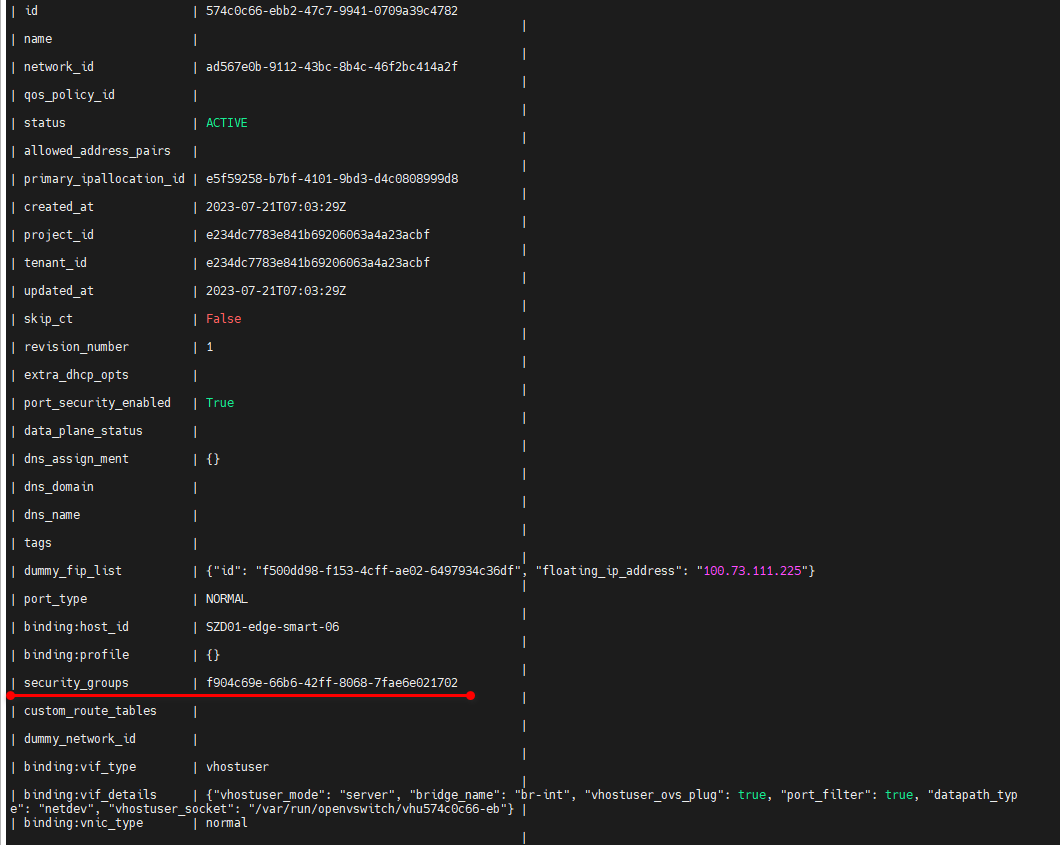 | id | 574c0c66-ebb2-47c7-9941-0709a39c4782
|
| name |
|
| network_id | ad567e0b-9112-43bc-8b4c-46f2bc414a2f
|
| qos_policy_id |
|
| status | ACTIVE
|
| allowed_address_pairs |
|
| primary_ipallocation_id | e5f59258-b7bf-4101-9bd3-d4c0808999d8
|
| created_at | 2023-07-21T07:03:29Z
|
| project_id | e234dc7783e841b69206063a4a23acbf
|
| tenant_id | e234dc7783e841b69206063a4a23acbf
|
| updated_at | 2023-07-21T07:03:29Z
|
| skip_ct | False
|
| revision_number | 1
|
| extra_dhcp_opts |
|
| port_security_enabled | True
|
| data_plane_status |
|
| dns_assign_ment | {}
|
| dns_domain |
|
| dns_name |
|
| tags |
|
| dummy_fip_list | {"id": "f500dd98-f153-4cff-ae02-6497934c36df", "floating_ip_address": "100.73.111.225"}
|
| port_type | NORMAL
|
| binding:host_id | SZD01-edge-smart-06
|
| binding:profile | {}
|
| security_groups | f904c69e-66b6-42ff-8068-7fae6e021702
|
| custom_route_tables |
|
| dummy_network_id |
|
| binding:vif_type | vhostuser
|
| binding:vif_details | {"vhostuser_mode": "server", "bridge_name": "br-int", "vhostuser_ovs_plug": true, "port_filter": true, "datapath_typ
e": "netdev", "vhostuser_socket": "/var/run/openvswitch/vhu574c0c66-eb"} |
| binding:vnic_type | normal
|